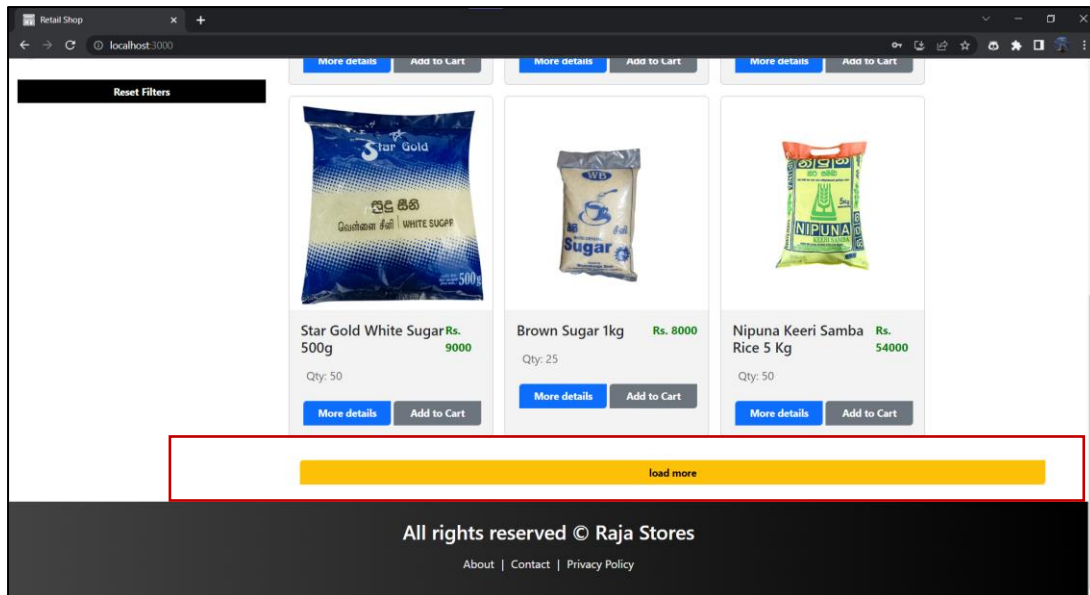 Retail Shop
localhost:3000
More details Add to Cart More details Add to Cart More details Add to Cart
Reset Filters
Star Gold
සුදු සීනි
வெள்ளை சீனி WHITE SUGAR
500g
WB
සීනි
Sugar
නිපුන
5Kg
NIPUNA
KEERI SAMBA
Star Gold White Sugar Rs.
500g 9000
Qty: 50
More details Add to Cart
Brown Sugar 1kg Rs. 8000
Qty: 25
More details Add to Cart
Nipuna Keeri Samba Rs.
Rice 5 Kg 54000
Qty: 50
More details Add to Cart
load more
All rights reserved © Raja Stores
About | Contact | Privacy Policy